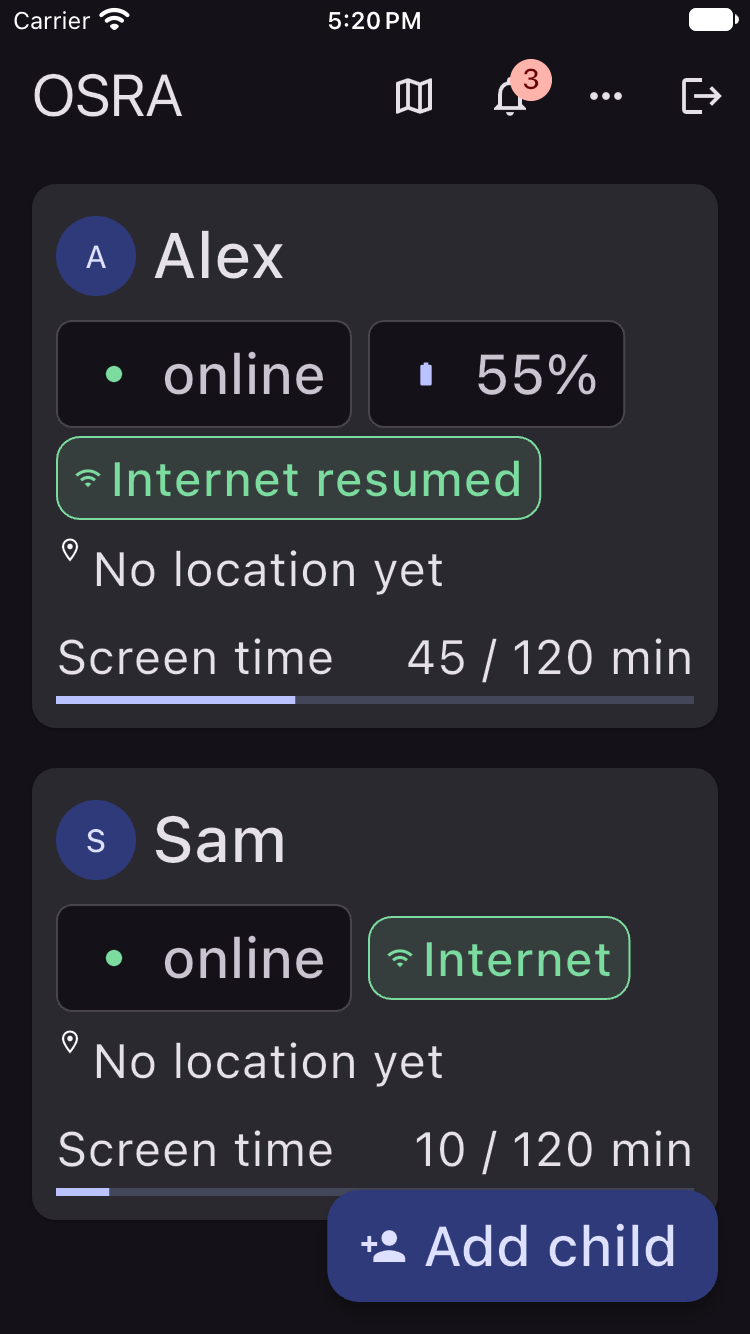 Carrier 5:20 PM
OSRA 3
A Alex
online 55%
Internet resumed
No location yet
Screen time 45 / 120 min
S Sam
online Internet
No location yet
Screen time 10 / 120 min
Add child